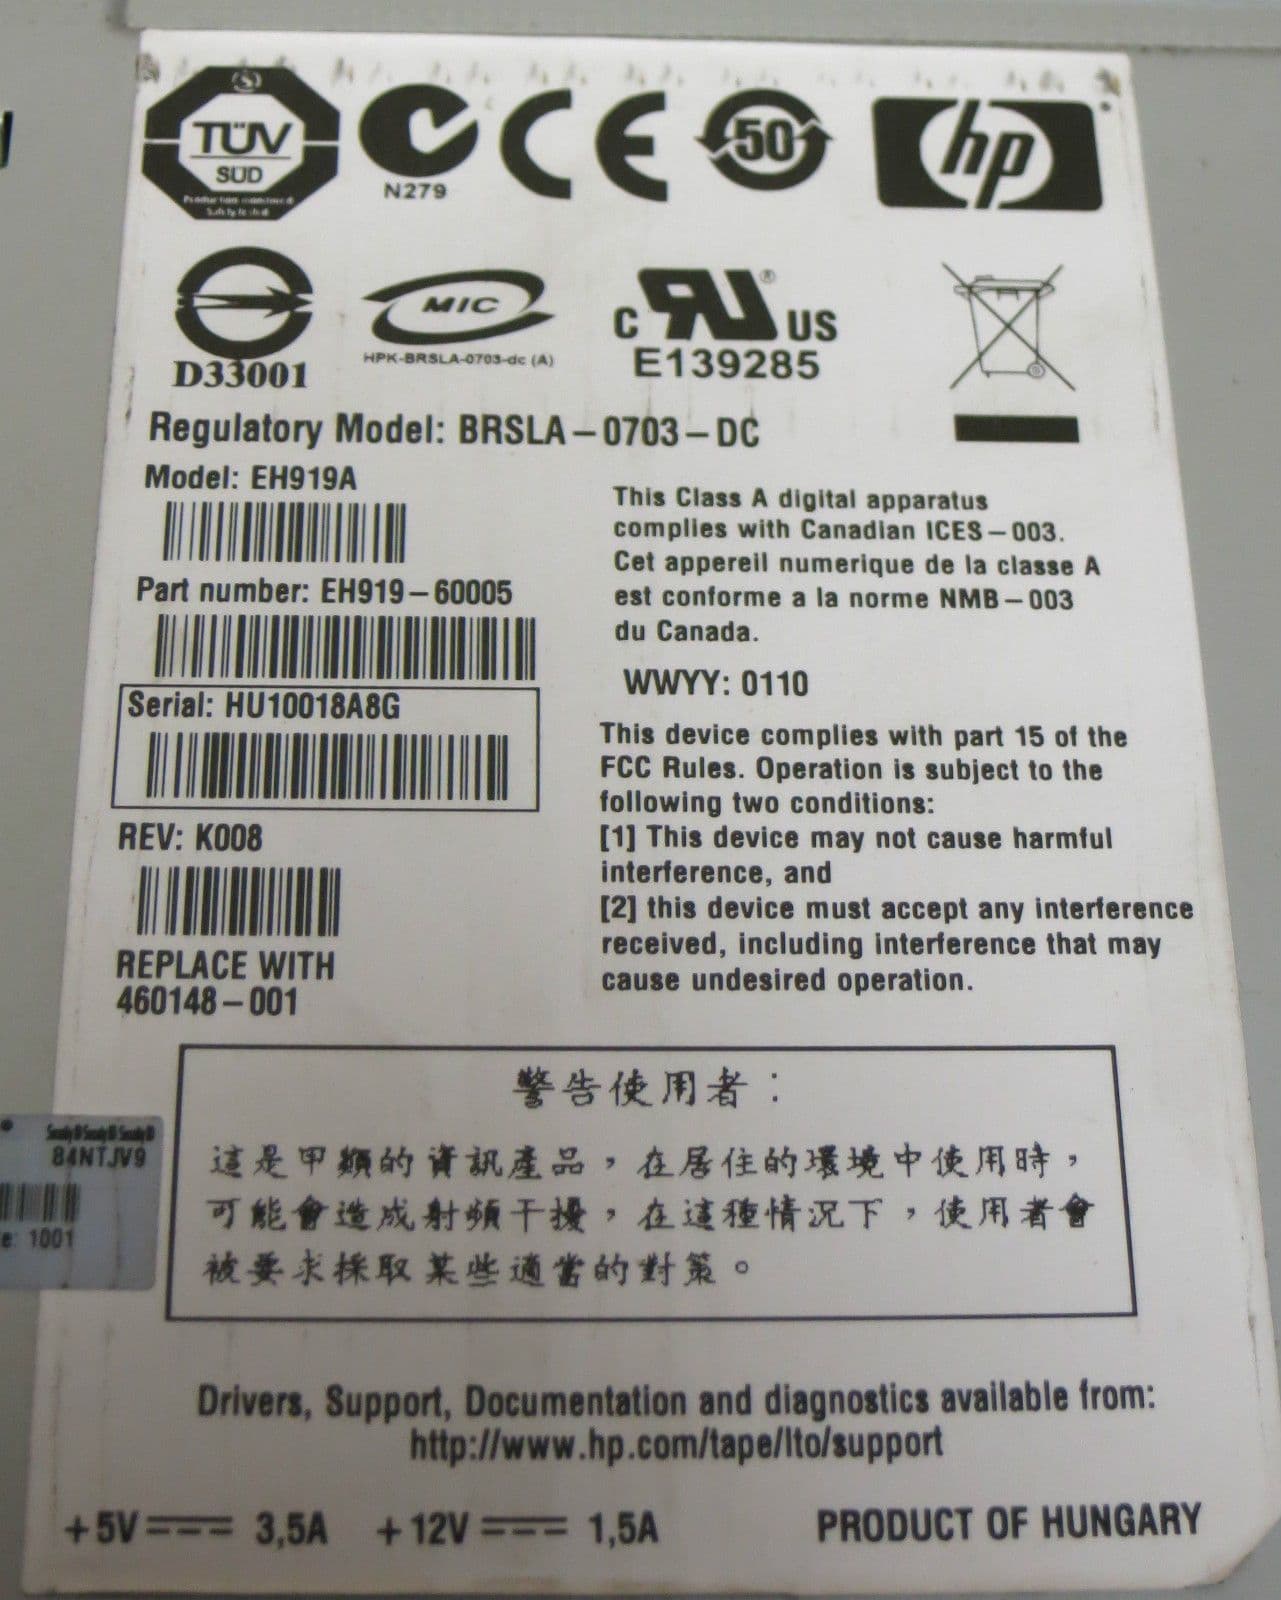 TÜV
SÜD
N279
CE
50
hp
D33001
MIC
HPK-BRSLA-0703-dc (A)
C RU ® US
E139285
Regulatory Model: BRSLA-0703-DC
Model: EH919A
Part number: EH919-60005
Serial: HU10018A8G
REV: K008
REPLACE WITH
460148-001
This Class A digital apparatus
complies with Canadian ICES-003.
Cet appereil numerique de la classe A
est conforme a la norme NMB-003
du Canada.
WWYY: 0110
This device complies with part 15 of the
FCC Rules. Operation is subject to the
following two conditions:
[1] This device may not cause harmful
interference, and
[2] this device must accept any interference
received, including interference that may
cause undesired operation.
警告使用者：
這是甲類的資訊產品，在居住的環境中使用時，
可能會造成射頻干擾，在這種情況下，使用者會
被要求採取某些適當的對策。
84NTJV9
e: 1001
Drivers, Support, Documentation and diagnostics available from:
http://www.hp.com/tape/lto/support
+5V 3,5A +12V 1,5A PRODUCT OF HUNGARY